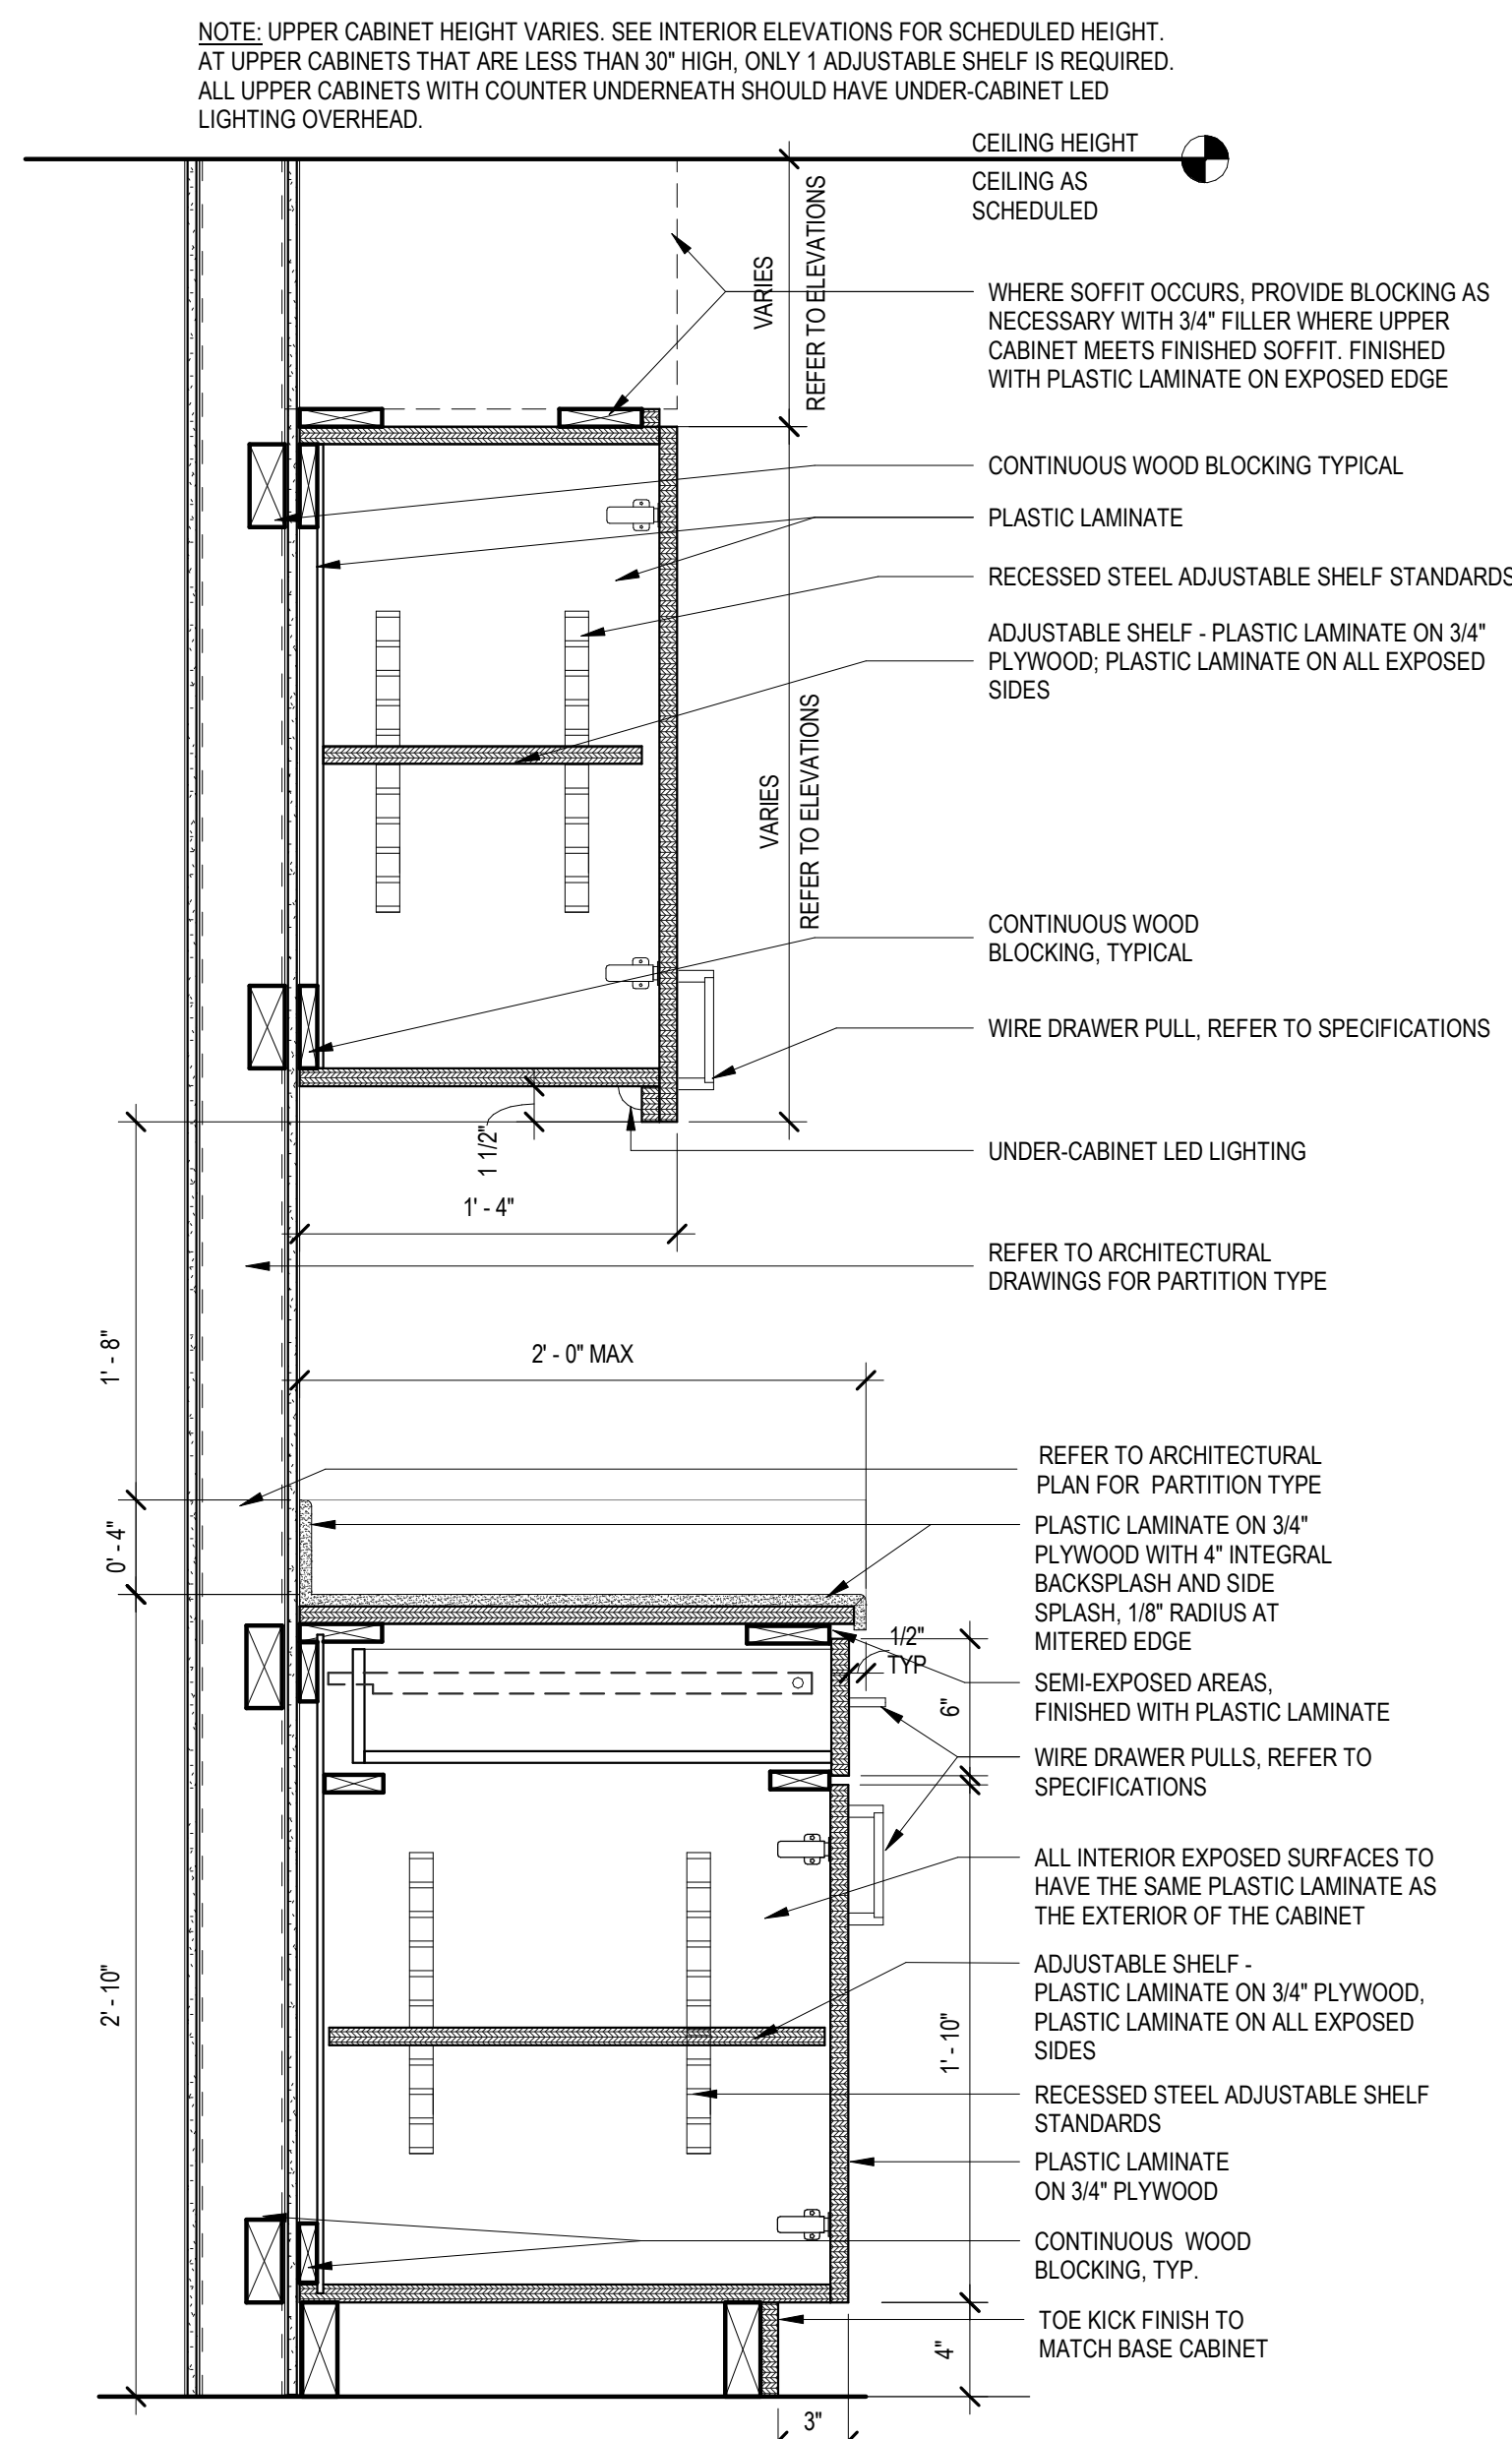 NOTE: UPPER CABINET HEIGHT VARIES. SEE INTERIOR ELEVATIONS FOR SCHEDULED HEIGHT.
AT UPPER CABINETS THAT ARE LESS THAN 30" HIGH, ONLY 1 ADJUSTABLE SHELF IS REQUIRED.
ALL UPPER CABINETS WITH COUNTER UNDERNEATH SHOULD HAVE UNDER-CABINET LED
LIGHTING OVERHEAD.
CEILING HEIGHT
CEILING AS
SCHEDULED
VARIES
REFER TO ELEVATIONS
WHERE SOFFIT OCCURS, PROVIDE BLOCKING AS
NECESSARY WITH 3/4" FILLER WHERE UPPER
CABINET MEETS FINISHED SOFFIT. FINISHED
WITH PLASTIC LAMINATE ON EXPOSED EDGE
CONTINUOUS WOOD BLOCKING TYPICAL
PLASTIC LAMINATE
RECESSED STEEL ADJUSTABLE SHELF STANDARDS
ADJUSTABLE SHELF - PLASTIC LAMINATE ON 3/4"
PLYWOOD; PLASTIC LAMINATE ON ALL EXPOSED
SIDES
VARIES
REFER TO ELEVATIONS
CONTINUOUS WOOD
BLOCKING, TYPICAL
WIRE DRAWER PULL, REFER TO SPECIFICATIONS
1 1/2"
UNDER-CABINET LED LIGHTING
1' - 4"
REFER TO ARCHITECTURAL
DRAWINGS FOR PARTITION TYPE
1' - 8"
2' - 0" MAX
REFER TO ARCHITECTURAL
PLAN FOR PARTITION TYPE
0' - 4"
PLASTIC LAMINATE ON 3/4"
PLYWOOD WITH 4" INTEGRAL
BACKSPLASH AND SIDE
SPLASH, 1/8" RADIUS AT
MITERED EDGE
1/2"
TYP
SEMI-EXPOSED AREAS,
FINISHED WITH PLASTIC LAMINATE
6"
WIRE DRAWER PULLS, REFER TO
SPECIFICATIONS
ALL INTERIOR EXPOSED SURFACES TO
HAVE THE SAME PLASTIC LAMINATE AS
THE EXTERIOR OF THE CABINET
2' - 10"
ADJUSTABLE SHELF -
PLASTIC LAMINATE ON 3/4" PLYWOOD,
PLASTIC LAMINATE ON ALL EXPOSED
SIDES
1' - 10"
RECESSED STEEL ADJUSTABLE SHELF
STANDARDS
PLASTIC LAMINATE
ON 3/4" PLYWOOD
CONTINUOUS WOOD
BLOCKING, TYP.
TOE KICK FINISH TO
MATCH BASE CABINET
4"
3"